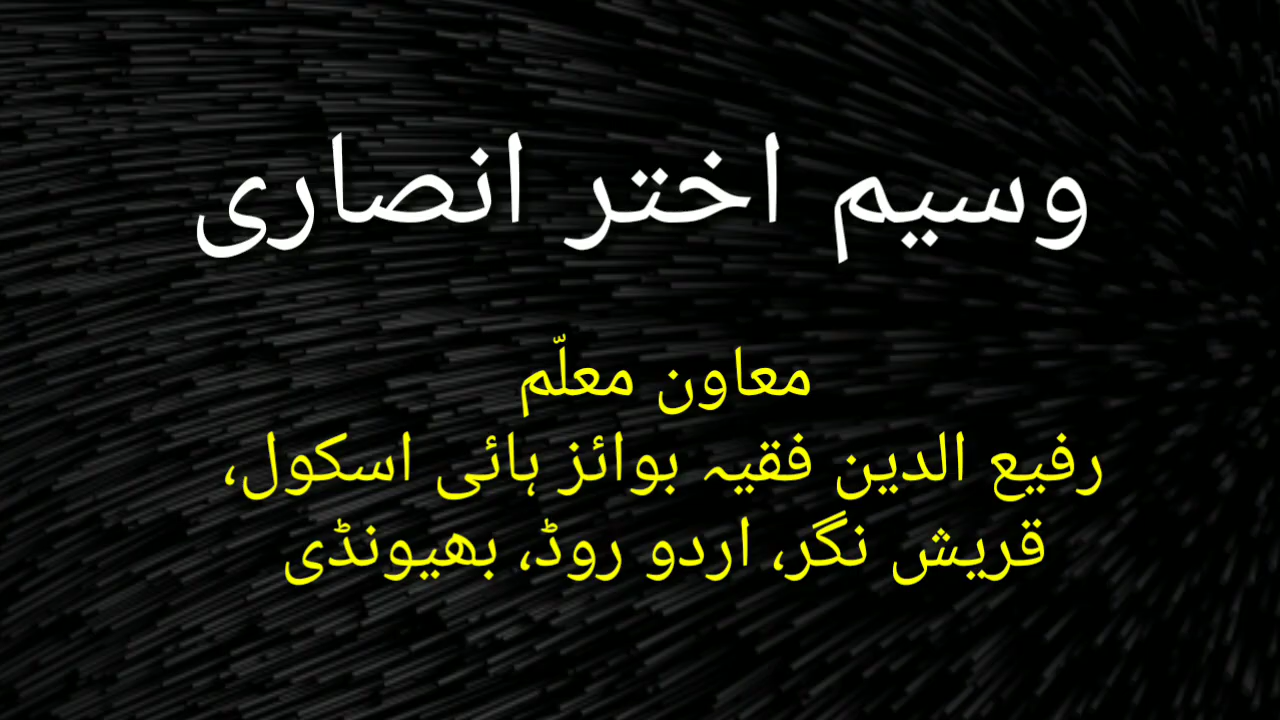 وسیم اختر انصاری
معاون معلّم
رفیع الدین فقیہ بوائز ہائی اسکول،
قریش نگر، اردو روڈ، بھیونڈی